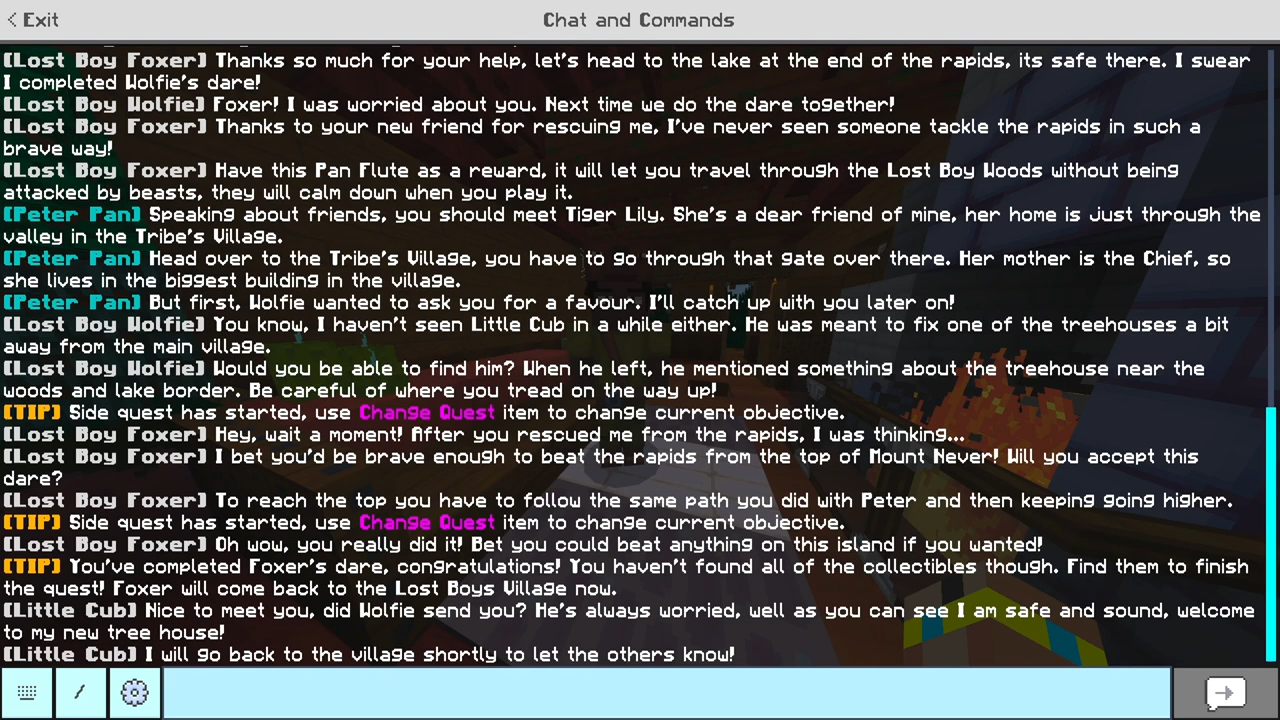 < Exit
Chat and Commands
[Lost Boy Foxer] Thanks so much for your help, let's head to the lake at the end of the rapids, its safe there. I swear
I completed Wolfie's dare!
[Lost Boy Wolfie] Foxer! I was worried about you. Next time we do the dare together!
[Lost Boy Foxer] Thanks to your new friend for rescuing me, I've never seen someone tackle the rapids in such a
brave way!
[Lost Boy Foxer] Have this Pan Flute as a reward, it will let you travel through the Lost Boy Woods without being
attacked by beasts, they will calm down when you play it.
[Peter Pan] Speaking about friends, you should meet Tiger Lily. She's a dear friend of mine, her home is just through the
valley in the Tribe's Village.
[Peter Pan] Head over to the Tribe's Village, you have to go through that gate over there. Her mother is the Chief, so
she lives in the biggest building in the village.
[Peter Pan] But first, Wolfie wanted to ask you for a favour. I'll catch up with you later on!
[Lost Boy Wolfie] You know, I haven't seen Little Cub in a while either. He was meant to fix one of the treehouses a bit
away from the main village.
[Lost Boy Wolfie] Would you be able to find him? When he left, he mentioned something about the treehouse near the
woods and lake border. Be careful of where you tread on the way up!
[TIP] Side quest has started, use Change Quest item to change current objective.
[Lost Boy Foxer] Hey, wait a moment! After you rescued me from the rapids, I was thinking...
[Lost Boy Foxer] I bet you'd be brave enough to beat the rapids from the top of Mount Never! Will you accept this
dare?
[Lost Boy Foxer] To reach the top you have to follow the same path you did with Peter and then keeping going higher.
[TIP] Side quest has started, use Change Quest item to change current objective.
[Lost Boy Foxer] Oh wow, you really did it! Bet you could beat anything on this island if you wanted!
[TIP] You've completed Foxer's dare, congratulations! You haven't found all of the collectibles though. Find them to finish
the quest! Foxer will come back to the Lost Boys Village now.
[Little Cub] Nice to meet you, did Wolfie send you? He's always worried, well as you can see I am safe and sound, welcome
to my new tree house!
[Little Cub] I will go back to the village shortly to let the others know!
/